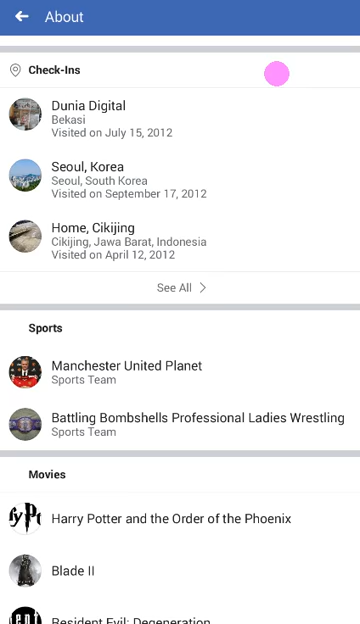 About
Check-Ins
Dunia Digital
Bekasi
Visited on July 15, 2012
Seoul, Korea
Seoul, South Korea
Visited on September 17, 2012
Home, Cikijing
Cikijing, Jawa Barat, Indonesia
Visited on April 12, 2012
See All
Sports
Manchester United Planet
Sports Team
Battling Bombshells Professional Ladies Wrestling
Sports Team
Movies
Harry Potter and the Order of the Phoenix
Blade II
Resident Evil: Degeneration